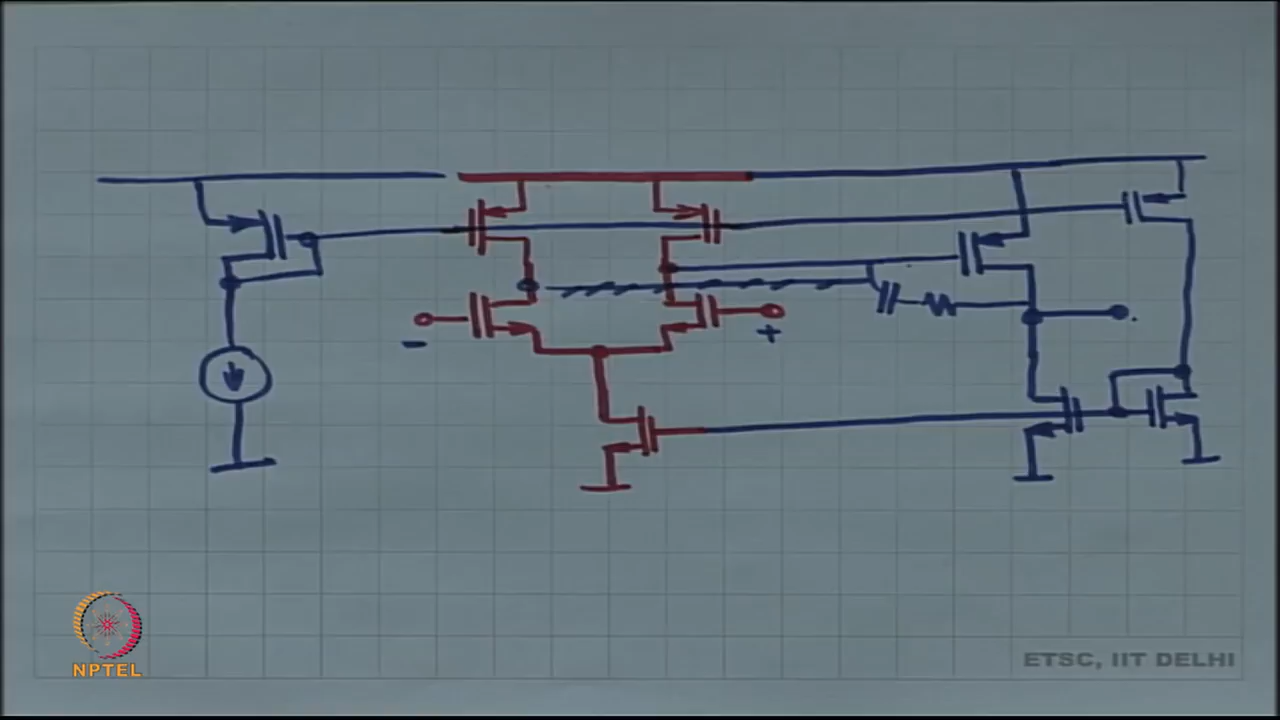 - +
NPTEL
ETSC, IIT DELHI